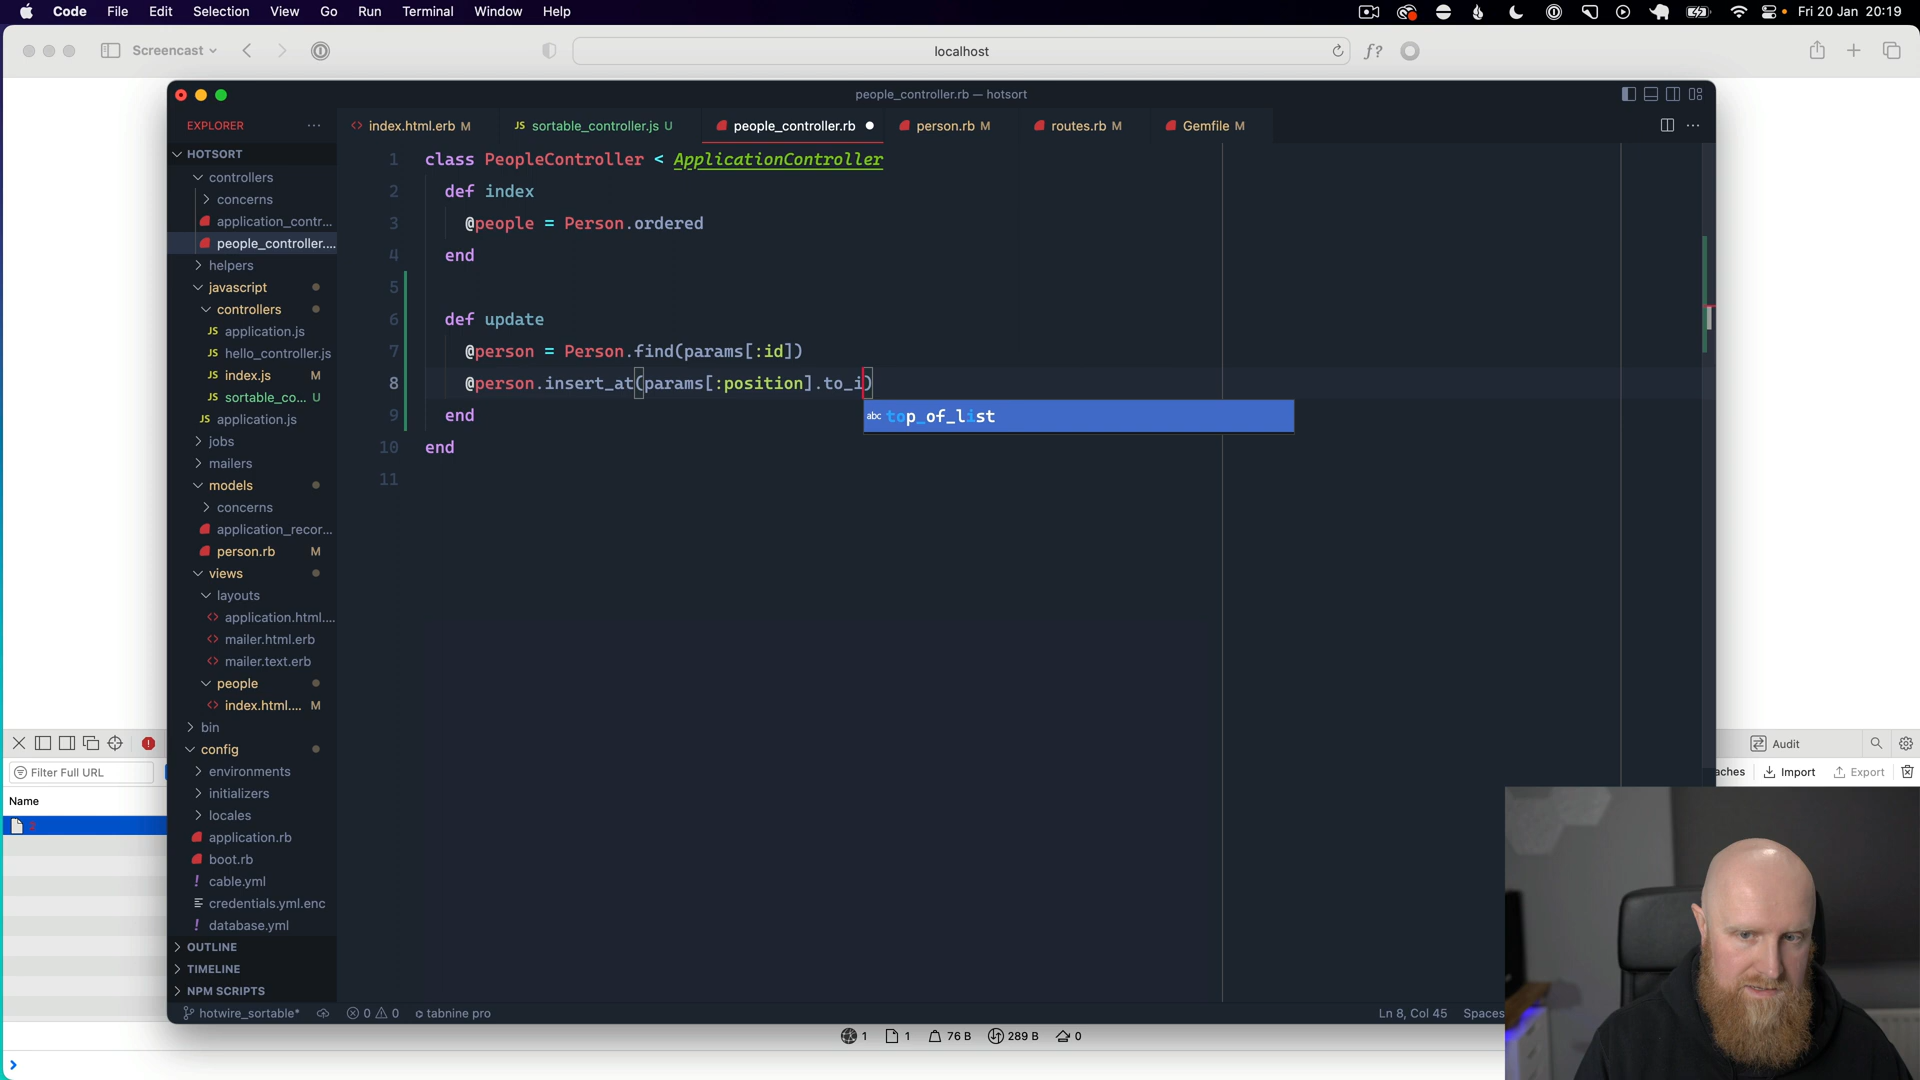 Code File Edit Selection View Go Run Terminal Window Help
Fri 20 Jan 20:19
Screencast
localhost
people_controller.rb — hotsort
EXPLORER
index.html.erb M
sortable_controller.js U
people_controller.rb
person.rb M
routes.rb M
Gemfile M
HOTSORT
controllers
concerns
application_contr...
people_controller....
helpers
javascript
controllers
JS application.js
JS hello_controller.js
JS index.js M
JS sortable_co... U
JS application.js
jobs
mailers
models
concerns
application_recor...
person.rb M
views
layouts
application.html....
mailer.html.erb
mailer.text.erb
people
index.html.... M
bin
config
environments
initializers
locales
application.rb
boot.rb
! cable.yml
credentials.yml.enc
! database.yml
OUTLINE
TIMELINE
NPM SCRIPTS
1 class PeopleController < ApplicationController
2 def index
3 @people = Person.ordered
4 end
5
6 def update
7 @person = Person.find(params[:id])
8 @person.insert_at(params[:position].to_i)
9 end
10 end
11
abc top_of_list
hotwire_sortable*
0 0
tabnine pro
Ln 8, Col 45
Spaces
Filter Full URL
Name
Audit
aches
Import
Export
1
1
76 B
289 B
0